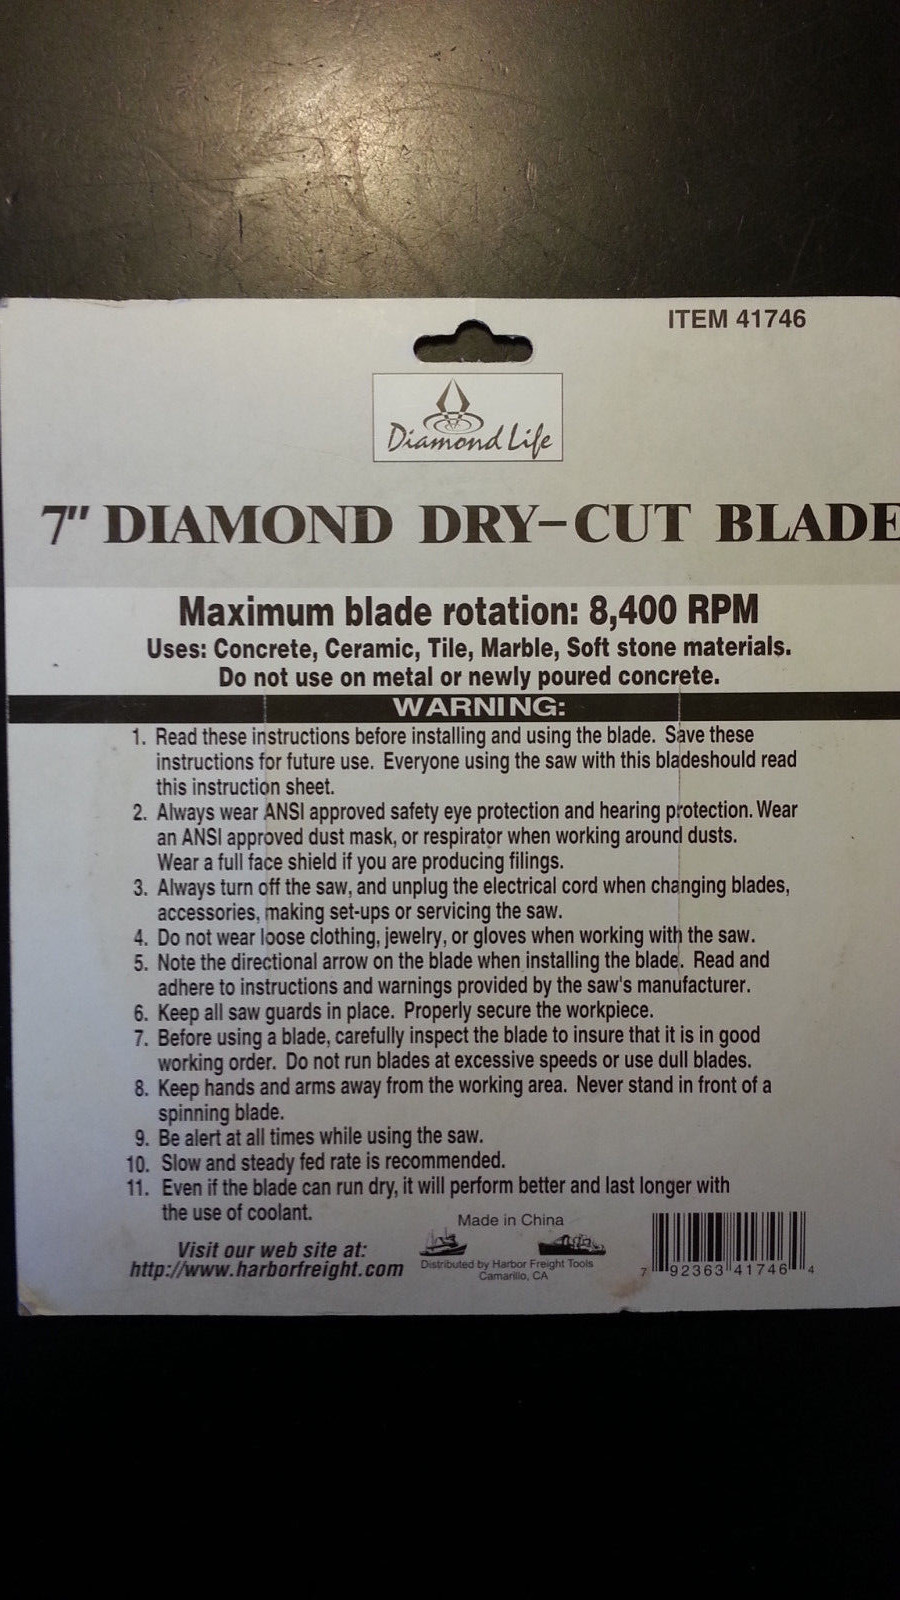 ITEM 41746
Diamond Life
7" DIAMOND DRY-CUT BLADE
Maximum blade rotation: 8,400 RPM
Uses: Concrete, Ceramic, Tile, Marble, Soft stone materials.
Do not use on metal or newly poured concrete.
WARNING:
1. Read these instructions before installing and using the blade. Save these
instructions for future use. Everyone using the saw with this bladeshould read
this instruction sheet.
2. Always wear ANSI approved safety eye protection and hearing protection. Wear
an ANSI approved dust mask, or respirator when working around dusts.
Wear a full face shield if you are producing filings.
3. Always turn off the saw, and unplug the electrical cord when changing blades,
accessories, making set-ups or servicing the saw.
4. Do not wear loose clothing, jewelry, or gloves when working with the saw.
5. Note the directional arrow on the blade when installing the blade. Read and
adhere to instructions and warnings provided by the saw's manufacturer.
6. Keep all saw guards in place. Properly secure the workpiece.
7. Before using a blade, carefully inspect the blade to insure that it is in good
working order. Do not run blades at excessive speeds or use dull blades.
8. Keep hands and arms away from the working area. Never stand in front of a
spinning blade.
9. Be alert at all times while using the saw.
10. Slow and steady fed rate is recommended.
11. Even if the blade can run dry, it will perform better and last longer with
the use of coolant.
Made in China
Visit our web site at:
http://www.harborfreight.com
Distributed by Harbor Freight Tools
Camarillo, CA
7 92363 41746 4